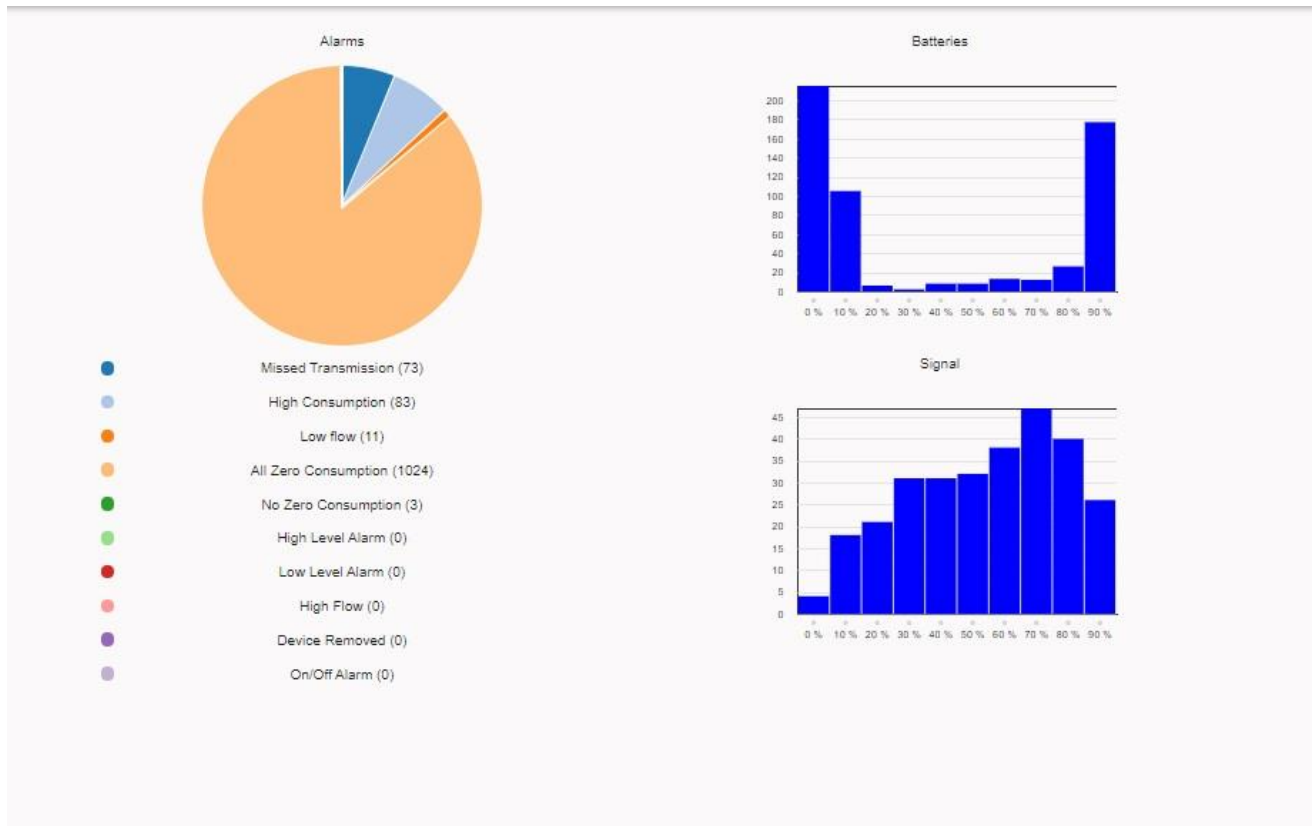 Alarms
Missed Transmission (73)
High Consumption (83)
Low flow (11)
All Zero Consumption (1024)
No Zero Consumption (3)
High Level Alarm (0)
Low Level Alarm (0)
High Flow (0)
Device Removed (0)
On/Off Alarm (0)
Batteries
200
180
160
140
120
100
80
60
40
20
0
0 % 10 % 20 % 30 % 40 % 50 % 60 % 70 % 80 % 90 %
Signal
45
40
35
30
25
20
15
10
5
0
0 % 10 % 20 % 30 % 40 % 50 % 60 % 70 % 80 % 90 %